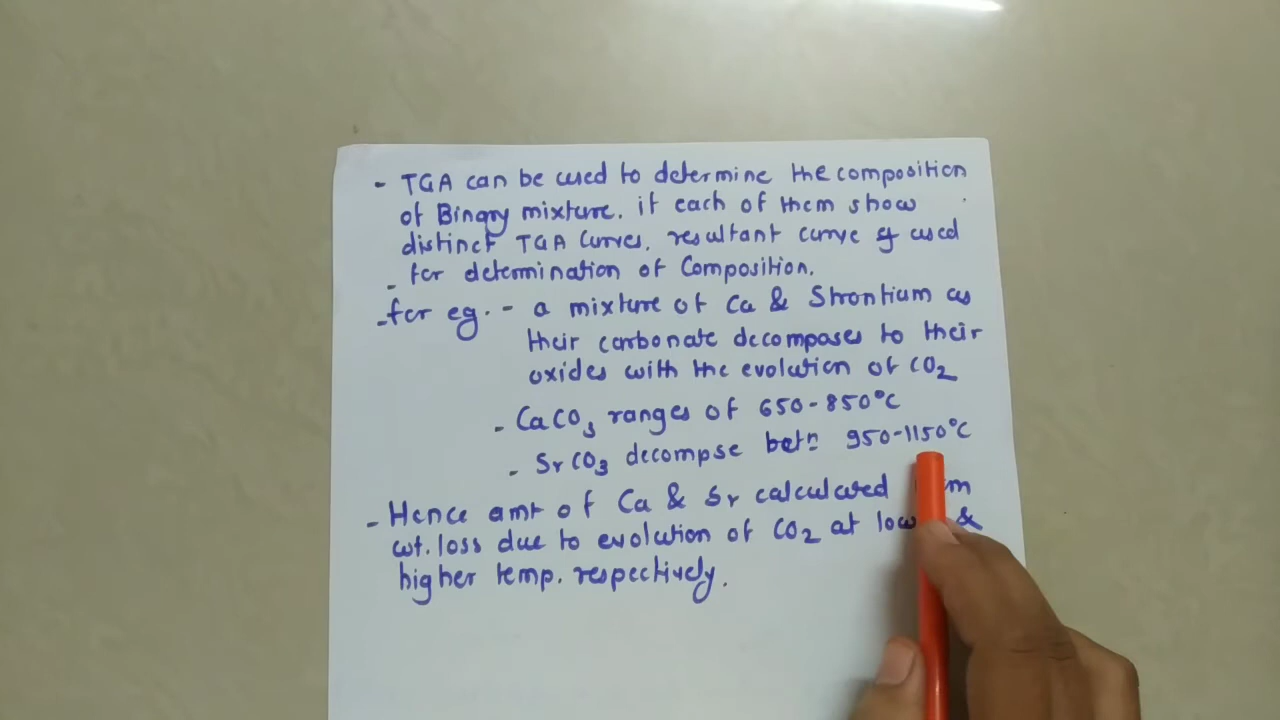 - TGA can be used to determine the composition
of Binary mixture. if each of them show
distinct TGA Curves, resultant curve is used
- for determination of Composition.
- for eg. - a mixture of Ca & Strontium as
their carbonate decomposes to their
oxides with the evolution of CO2
- CaCO3 ranges of 650-850°C
- SrCO3 decompse betn 950-1150°C
- Hence amt of Ca & Sr calculated
wt. loss due to evolution of CO2 at &
higher temp. respectively.